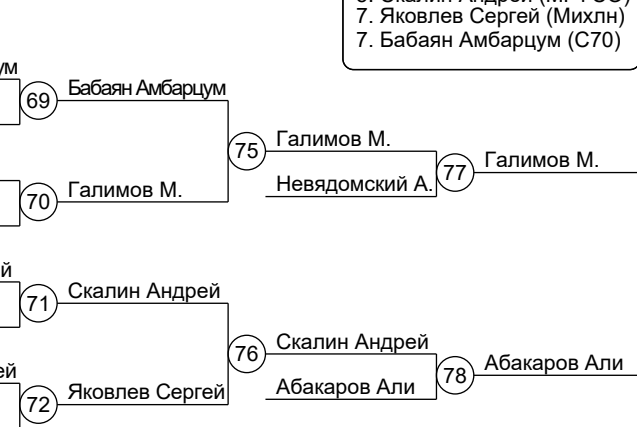 7. Яковлев Сергей (Михлн)
7. Бабаян Амбарцум (С70)
69 Бабаян Амбарцум
75 Галимов М.
Невядомский А.
77 Галимов М.
70 Галимов М.
71 Скалин Андрей
76 Скалин Андрей
Абакаров Али
78 Абакаров Али
72 Яковлев Сергей